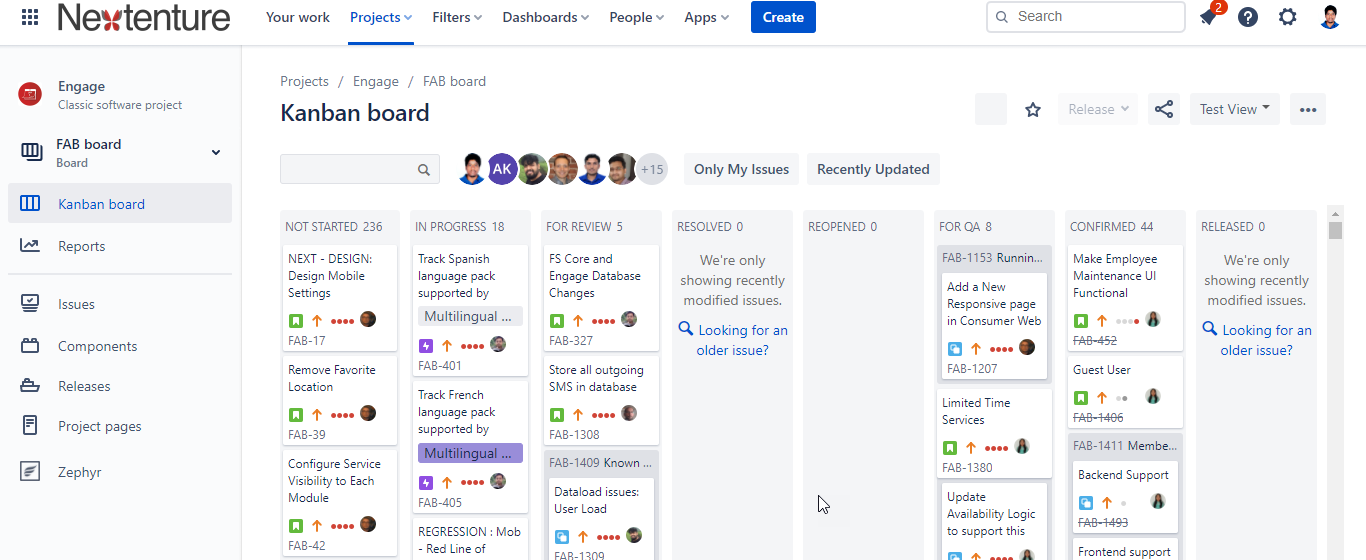 Nextenture
Your work
Projects
Filters
Dashboards
People
Apps
Create
Search
2
Engage
Classic software project
FAB board
Board
Kanban board
Reports
Issues
Components
Releases
Project pages
Zephyr
Projects / Engage / FAB board
Kanban board
Release
Test View
AK
+15
Only My Issues
Recently Updated
NOT STARTED 236
NEXT - DESIGN:
Design Mobile
Settings
FAB-17
Remove Favorite
Location
FAB-39
Configure Service
Visibility to Each
Module
FAB-42
IN PROGRESS 18
Track Spanish
language pack
supported by
Multilingual ...
FAB-401
Track French
language pack
supported by
Multilingual ...
FAB-405
REGRESSION : Mob
- Red Line of
FOR REVIEW 5
FS Core and
Engage Database
Changes
FAB-327
Store all outgoing
SMS in database
FAB-1308
FAB-1409 Known ...
Dataload issues:
User Load
FAB-1309
RESOLVED 0
We're only
showing recently
modified issues.
Looking for an
older issue?
REOPENED 0
FOR QA 8
FAB-1153 Runnin...
Add a New
Responsive page
in Consumer Web
FAB-1207
Limited Time
Services
FAB-1380
Update
Availability Logic
to support this
CONFIRMED 44
Make Employee
Maintenance UI
Functional
FAB-452
Guest User
FAB-1406
FAB-1411 Membe...
Backend Support
FAB-1493
Frontend support
RELEASED 0
We're only
showing recently
modified issues.
Looking for an
older issue?